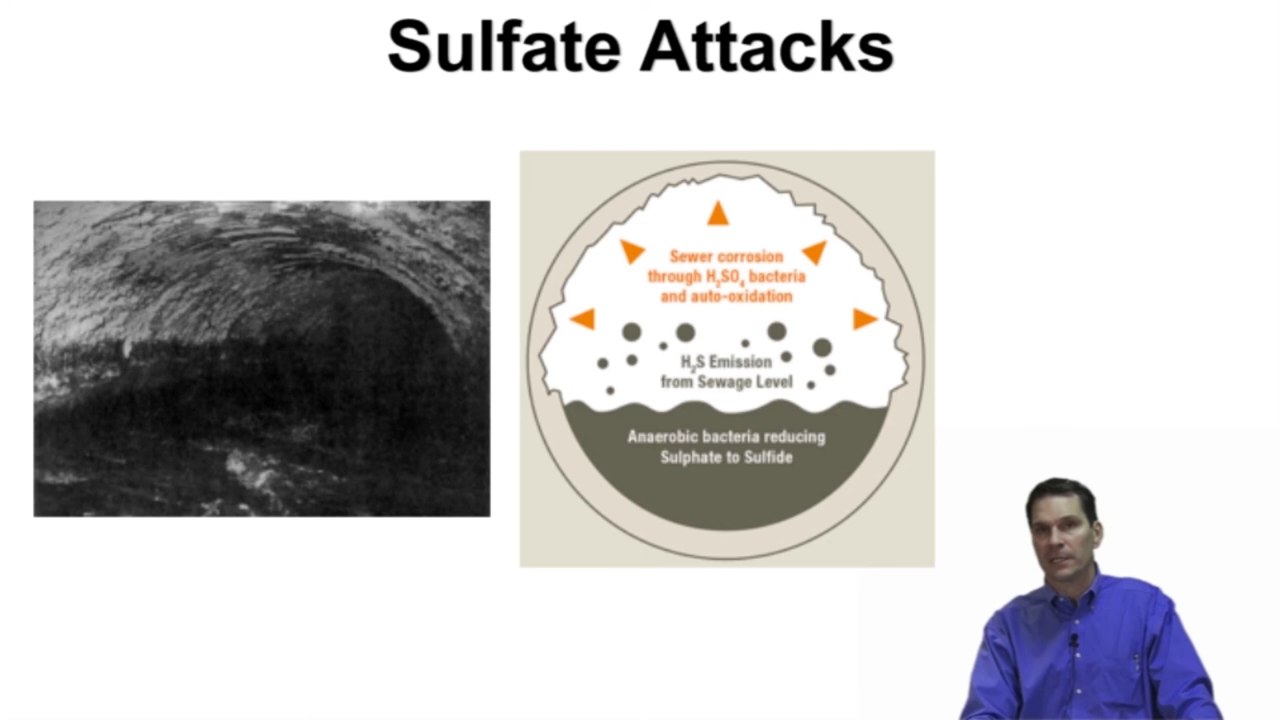 Sulfate Attacks
Sewer corrosion
through H₂SO₄ bacteria
and auto-oxidation
H₂S Emission
from Sewage Level
Anaerobic bacteria reducing
Sulphate to Sulfide